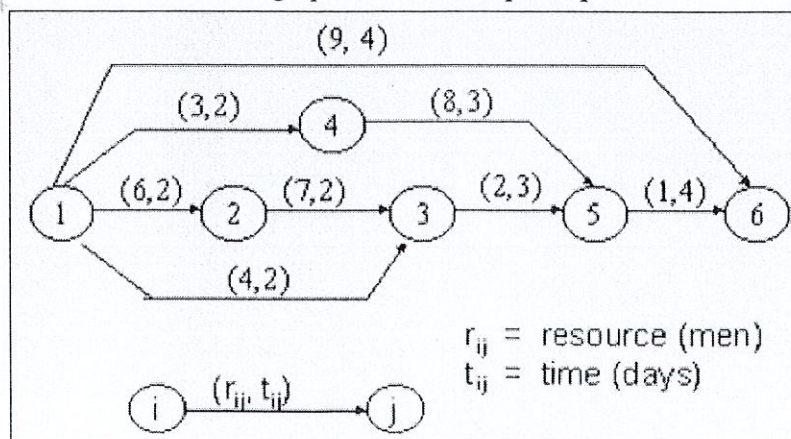 (9, 4)
(3,2)
4
(8,3)
1
(6,2)
2
(7,2)
3
(2,3)
5
(1,4)
6
(4,2)
r_ij = resource (men)
t_ij = time (days)
i
(r_ij, t_ij)
j